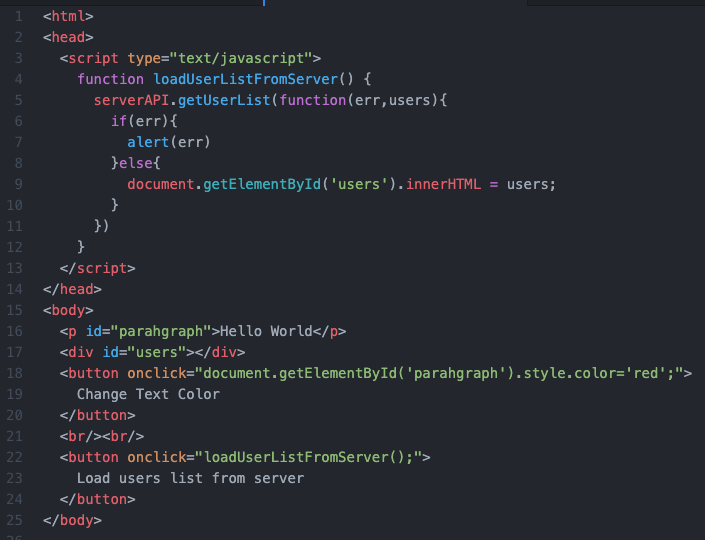 1 <html>
2 <head>
3   <script type="text/javascript">
4     function loadUserListFromServer() {
5       serverAPI.getUserList(function(err,users){
6         if(err){
7           alert(err)
8         }else{
9           document.getElementById('users').innerHTML = users;
10         }
11       })
12     }
13   </script>
14 </head>
15 <body>
16   <p id="parahgraph">Hello World</p>
17   <div id="users"></div>
18   <button onclick="document.getElementById('parahgraph').style.color='red';">
19     Change Text Color
20   </button>
21   <br/><br/>
22   <button onclick="loadUserListFromServer();">
23     Load users list from server
24   </button>
25 </body>